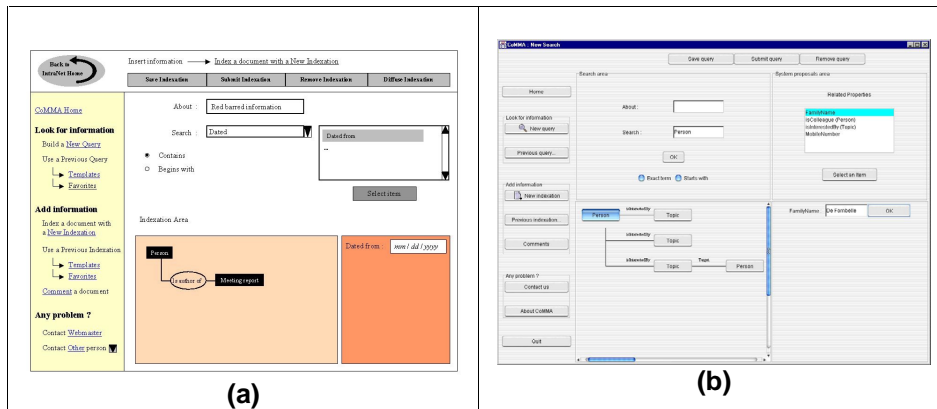 Back to
IntraNet Home
Insert information
Index a document with a New Indexation
Save Indexation
Submit Indexation
Remove Indexation
Diffuse Indexation
CoMMA Home
Look for information
Build a New Query
Use a Previous Query
Templates
Favorites
Add information
Index a document with
a New Indexation
Use a Previous Indexation
Templates
Favorites
Comment a document
Any problem ?
Contact Webmaster
Contact Other person
About :
Red barred information
Search :
Dated
Dated from
...
Contains
Begins with
Select item
Indexation Area
Person
Is author of
Meeting report
Dated from :
mm / dd / yyyy
(a)
CoMMA : New Search
Save query
Submit query
Remove query
Home
Look for information
New query
Previous query...
Add information
New indexation
Previous indexation...
Comments
Any problem ?
Contact us
About CoMMA
Quit
Search area
About :
Search :
Person
OK
Exact term
Starts with
System proposals area
Related Properties
FamilyName
IsColleague (Person)
IsInterestedBy (Topic)
MobileNumber
Select an Item
Person
Topic
Topic
Topic
Topic
Person
FamilyName :
De Fombelle
OK
(b)